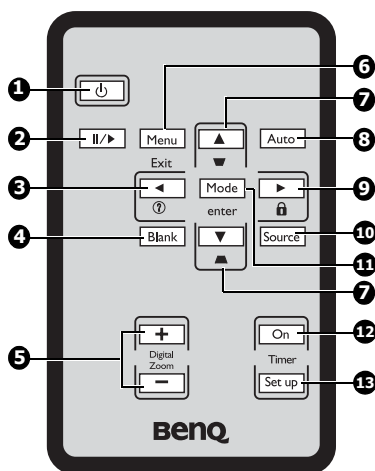 1
6
7
2
II/▶
Menu
▲
Auto
8
Exit
3
◀
Mode
▶
9
?
enter
4
Blank
▼
Source
10
11
7
+
On
12
5
Digital
Zoom
Timer
−
Set up
13
BenQ